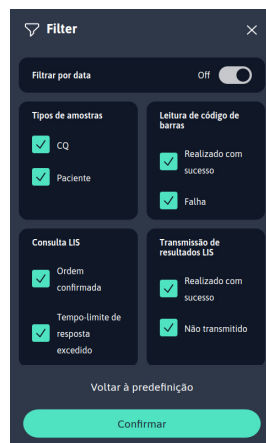 Filter
Filtrar por data
Off
Tipos de amostras
CQ
Paciente
Leitura de código de
barras
Realizado com
sucesso
Falha
Consulta LIS
Ordem
confirmada
Tempo-limite de
resposta
excedido
Transmissão de
resultados LIS
Realizado com
sucesso
Não transmitido
Voltar à predefinição
Confirmar